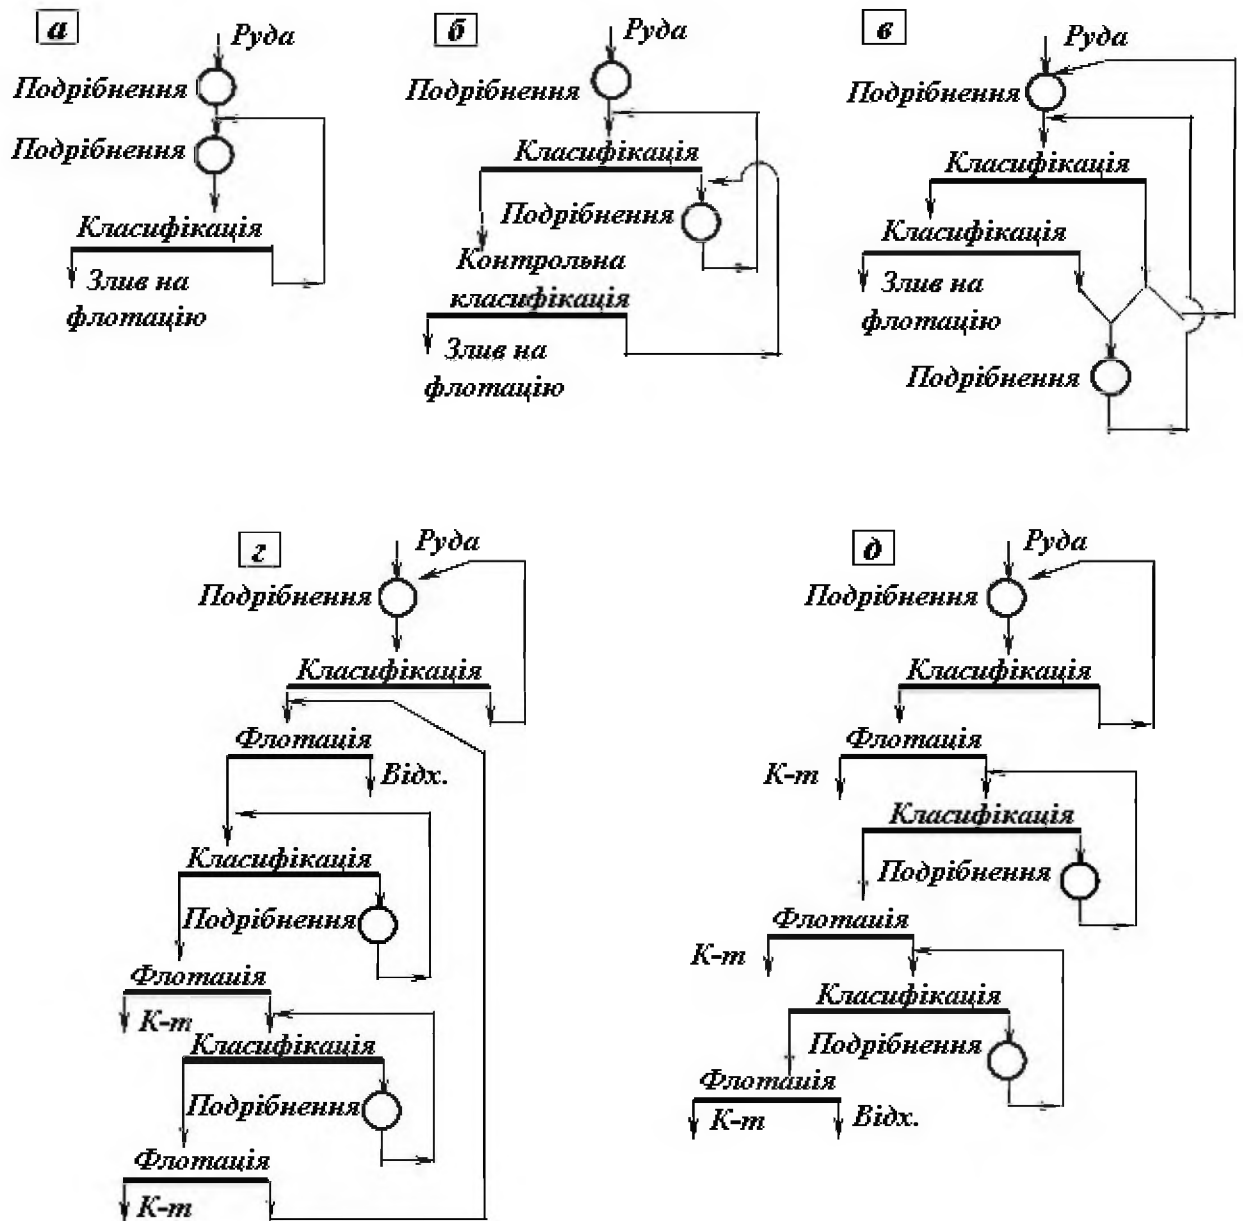 а
Руда
Подрібнення
Подрібнення
Класифікація
Злив на
флотацію
б
Руда
Подрібнення
Класифікація
Подрібнення
Контрольна
класифікація
Злив на
флотацію
в
Руда
Подрібнення
Класифікація
Класифікація
Злив на
флотацію
Подрібнення
г
Руда
Подрібнення
Класифікація
Флотація
Відх.
Класифікація
Подрібнення
Флотація
К-т
Класифікація
Подрібнення
Флотація
К-т
д
Руда
Подрібнення
Класифікація
Флотація
К-т
Класифікація
Подрібнення
Флотація
К-т
Класифікація
Подрібнення
Флотація
К-т
Відх.